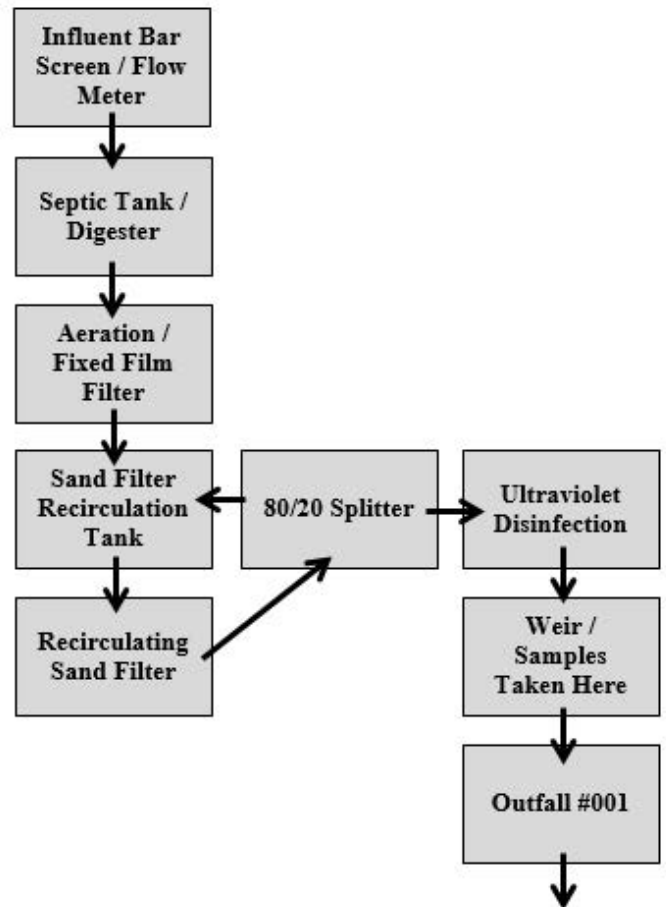 Influent Bar
Screen / Flow
Meter
Septic Tank /
Digester
Aeration /
Fixed Film
Filter
Sand Filter
Recirculation
Tank
80/20 Splitter
Ultraviolet
Disinfection
Recirculating
Sand Filter
Weir /
Samples
Taken Here
Outfall #001